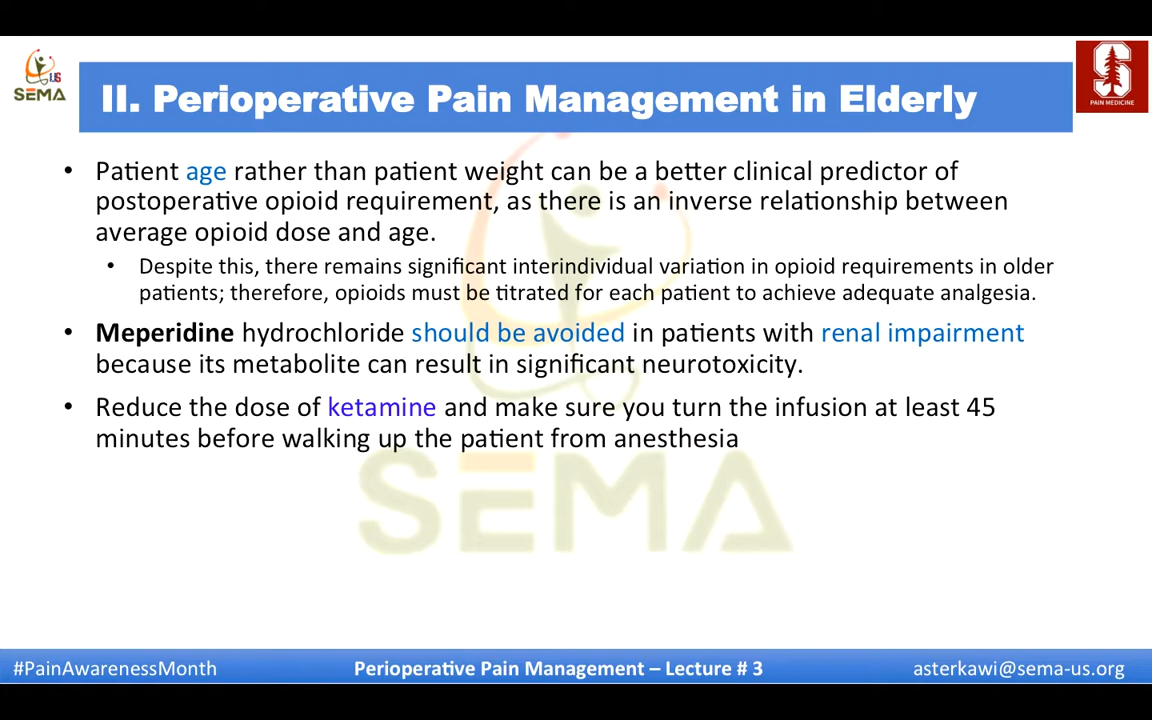 US
SEMA
II. Perioperative Pain Management in Elderly
S
PAIN MEDICINE
• Patient age rather than patient weight can be a better clinical predictor of
postoperative opioid requirement, as there is an inverse relationship between
average opioid dose and age.
• Despite this, there remains significant interindividual variation in opioid requirements in older
patients; therefore, opioids must be titrated for each patient to achieve adequate analgesia.
• Meperidine hydrochloride should be avoided in patients with renal impairment
because its metabolite can result in significant neurotoxicity.
• Reduce the dose of ketamine and make sure you turn the infusion at least 45
minutes before walking up the patient from anesthesia
SEMA
#PainAwarenessMonth
Perioperative Pain Management – Lecture # 3
asterkawi@sema-us.org